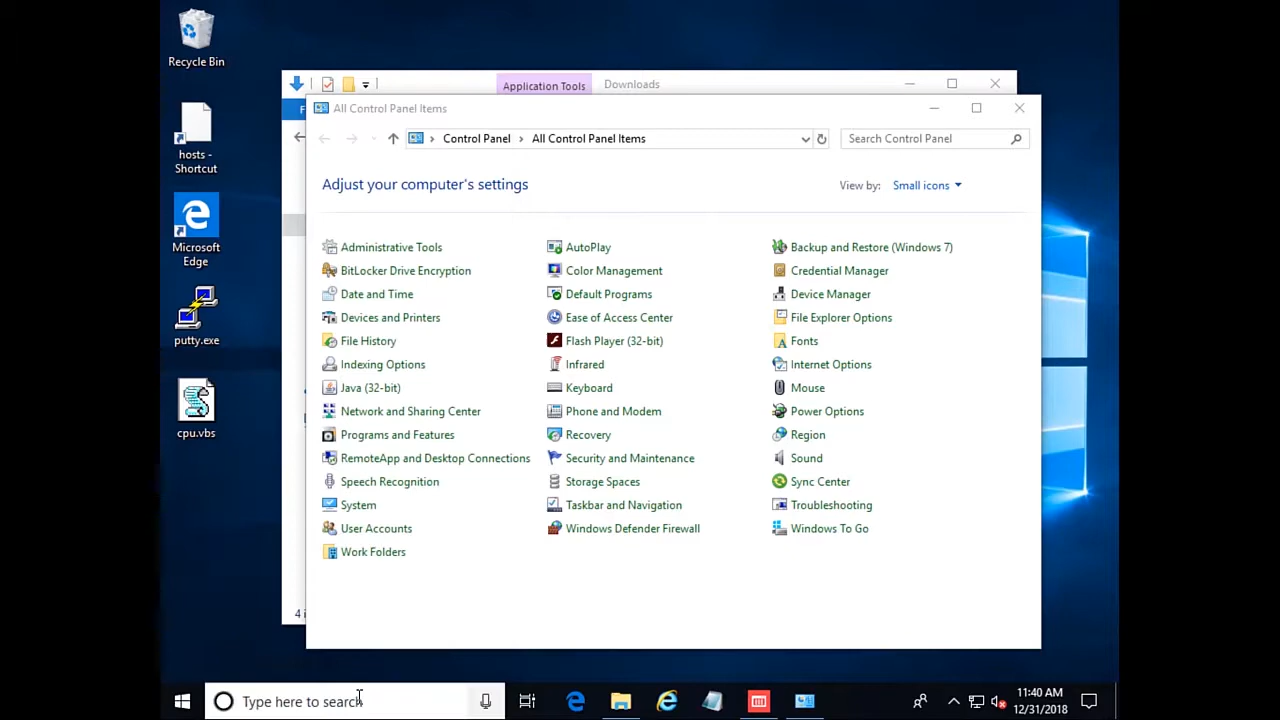 Recycle Bin
hosts -
Shortcut
Microsoft
Edge
putty.exe
cpu.vbs
Application Tools
Downloads
All Control Panel Items
Control Panel
All Control Panel Items
Search Control Panel
Adjust your computer's settings
View by:
Small icons
Administrative Tools
AutoPlay
Backup and Restore (Windows 7)
BitLocker Drive Encryption
Color Management
Credential Manager
Date and Time
Default Programs
Device Manager
Devices and Printers
Ease of Access Center
File Explorer Options
File History
Flash Player (32-bit)
Fonts
Indexing Options
Infrared
Internet Options
Java (32-bit)
Keyboard
Mouse
Network and Sharing Center
Phone and Modem
Power Options
Programs and Features
Recovery
Region
RemoteApp and Desktop Connections
Security and Maintenance
Sound
Speech Recognition
Storage Spaces
Sync Center
System
Taskbar and Navigation
Troubleshooting
User Accounts
Windows Defender Firewall
Windows To Go
Work Folders
Type here to search
11:40 AM
12/31/2018